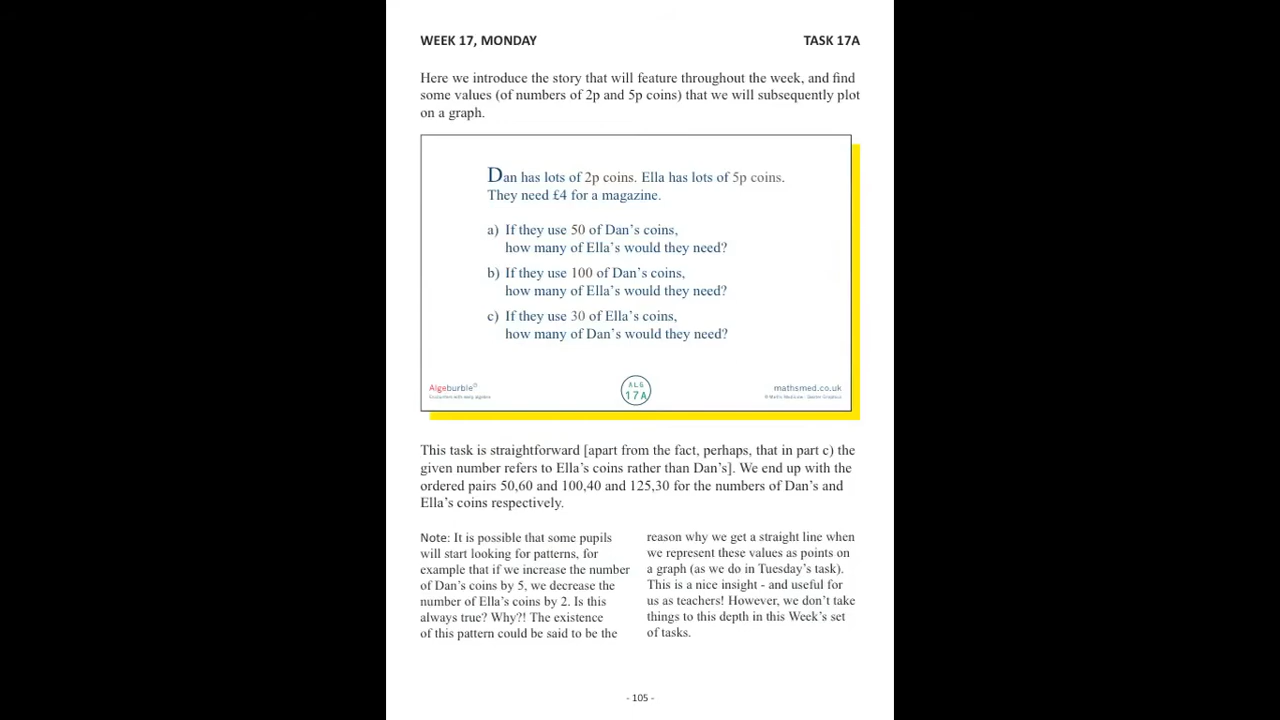 WEEK 17, MONDAY TASK 17A
Here we introduce the story that will feature throughout the week, and find
some values (of numbers of 2p and 5p coins) that we will subsequently plot
on a graph.
Dan has lots of 2p coins. Ella has lots of 5p coins.
They need £4 for a magazine.
a) If they use 50 of Dan's coins,
how many of Ella's would they need?
b) If they use 100 of Dan's coins,
how many of Ella's would they need?
c) If they use 30 of Ella's coins,
how many of Dan's would they need?
Algeburble
Encounters with early algebra
ALG
17A
mathsmed.co.uk
This task is straightforward [apart from the fact, perhaps, that in part c) the
given number refers to Ella's coins rather than Dan's]. We end up with the
ordered pairs 50,60 and 100,40 and 125,30 for the numbers of Dan's and
Ella's coins respectively.
Note: It is possible that some pupils
will start looking for patterns, for
example that if we increase the number
of Dan's coins by 5, we decrease the
number of Ella's coins by 2. Is this
always true? Why?! The existence
of this pattern could be said to be the
reason why we get a straight line when
we represent these values as points on
a graph (as we do in Tuesday's task).
This is a nice insight - and useful for
us as teachers! However, we don't take
things to this depth in this Week's set
of tasks.
- 105 -